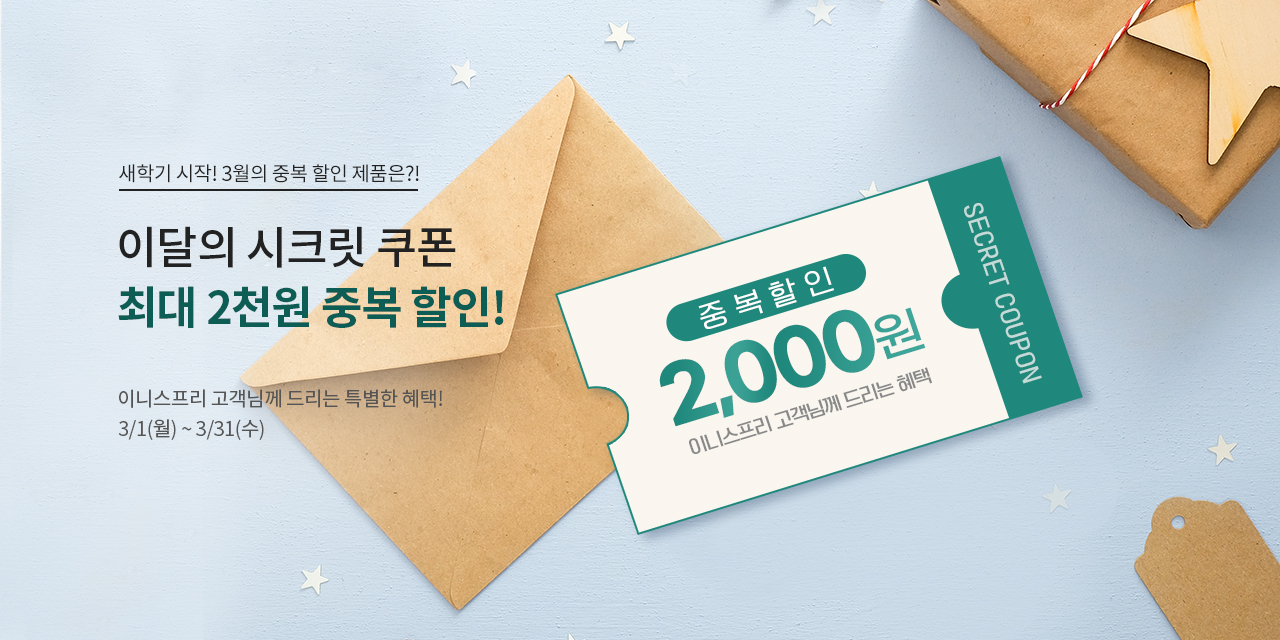 새학기 시작! 3월의 중복 할인 제품은?!
이달의 시크릿 쿠폰
최대 2천원 중복 할인!
이니스프리 고객님께 드리는 특별한 혜택!
3/1(월) ~ 3/31(수)
중복할인
2,000원
이니스프리 고객님께 드리는 혜택
SECRET COUPON